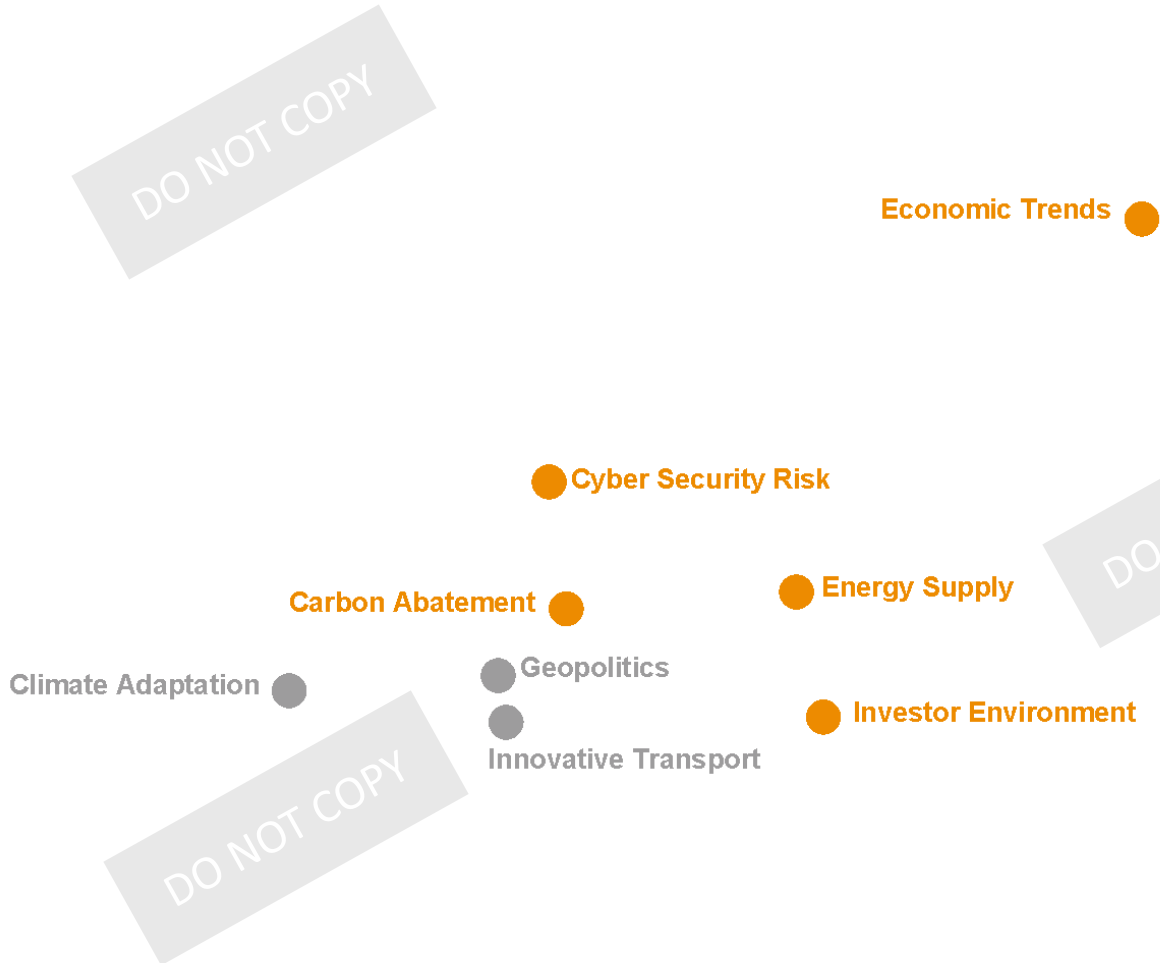 DO NOT COPY
Economic Trends
Cyber Security Risk
DO
Energy Supply
Carbon Abatement
Geopolitics
Climate Adaptation
Investor Environment
Innovative Transport
DO NOT COPY